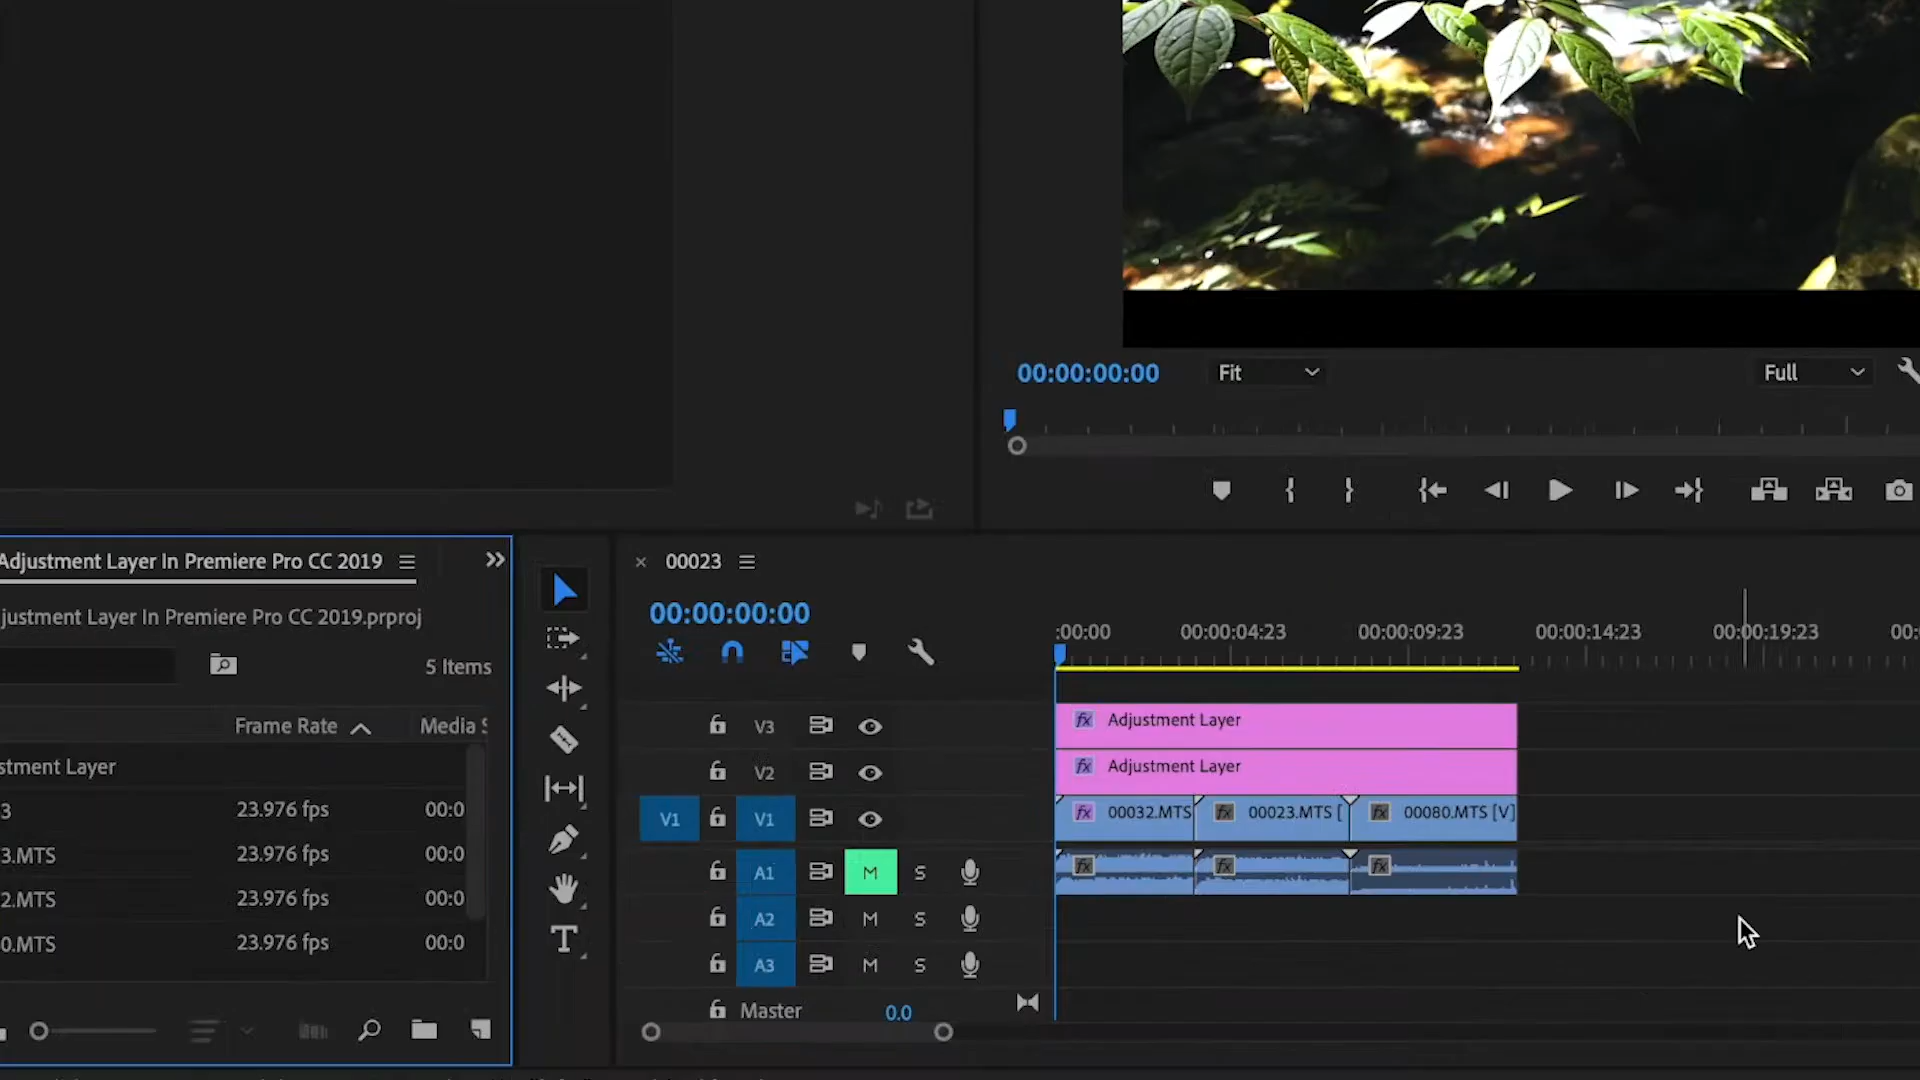 00:00:00:00 Fit Full
Adjustment Layer In Premiere Pro CC 2019
justment Layer In Premiere Pro CC 2019.prproj
5 Items
Frame Rate Media S
stment Layer
3 23.976 fps 00:0
3.MTS 23.976 fps 00:0
2.MTS 23.976 fps 00:0
0.MTS 23.976 fps 00:0
T
00023
00:00:00:00
:00:00 00:00:04:23 00:00:09:23 00:00:14:23 00:00:19:23 00:
V3 fx Adjustment Layer
V2 fx Adjustment Layer
V1 V1 fx 00032.MTS fx 00023.MTS [ fx 00080.MTS [V]
A1 M S fx fx fx
A2 M S
A3 M S
Master 0.0